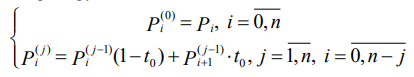 P_i^{(0)} = P_i, i = \overline{0,n}
P_i^{(j)} = P_i^{(j-1)}(1-t_0) + P_{i+1}^{(j-1)} \cdot t_0, j = \overline{1,n}, i = \overline{0,n-j}